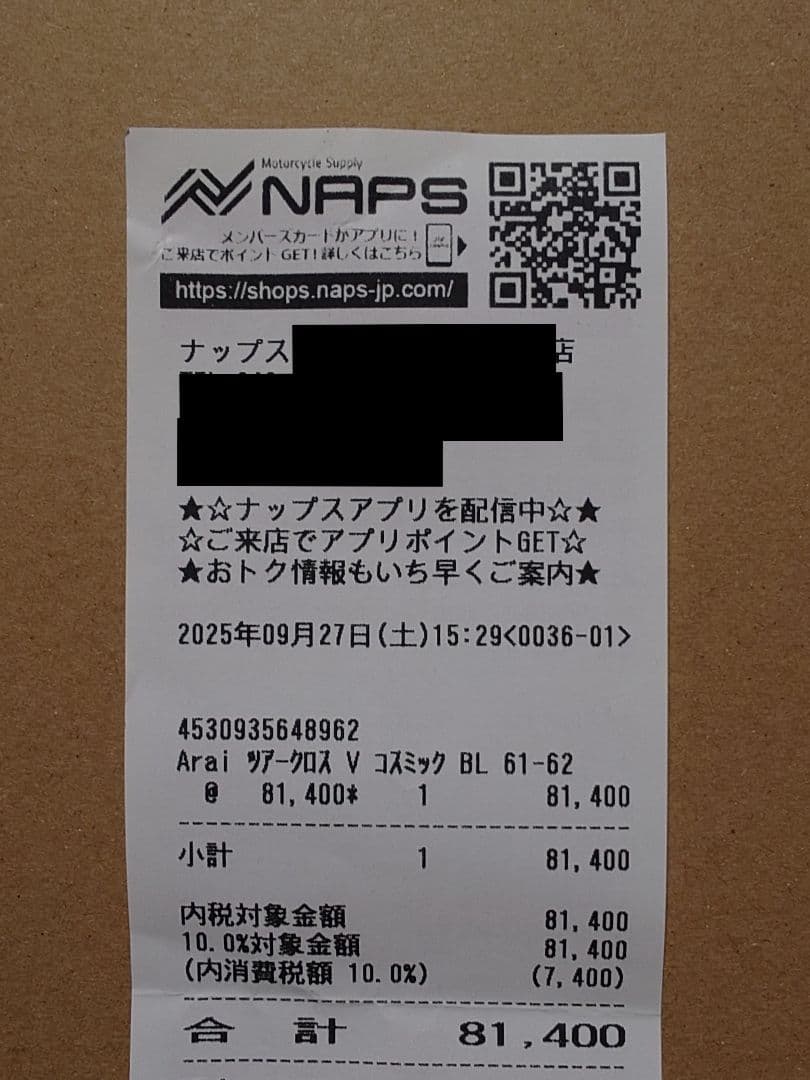 Motorcycle Supply
NAPS
メンバースカードがアプリに！
ご来店でポイントGET！詳しくはこちら
https://shops.naps-jp.com/
ナップス 店
★☆ナップスアプリを配信中☆★
☆ご来店でアプリポイントGET☆
★おトク情報もいち早くご案内★
2025年09月27日(土)15:29<0036-01>
4530935648962
Arai ﾂｱｰｸﾛｽ V ｺｽﾐｯｸ BL 61-62
@ 81,400* 1 81,400
小計 1 81,400
内税対象金額 81,400
10.0%対象金額 81,400
(内消費税額 10.0%) (7,400)
合 計 81,400